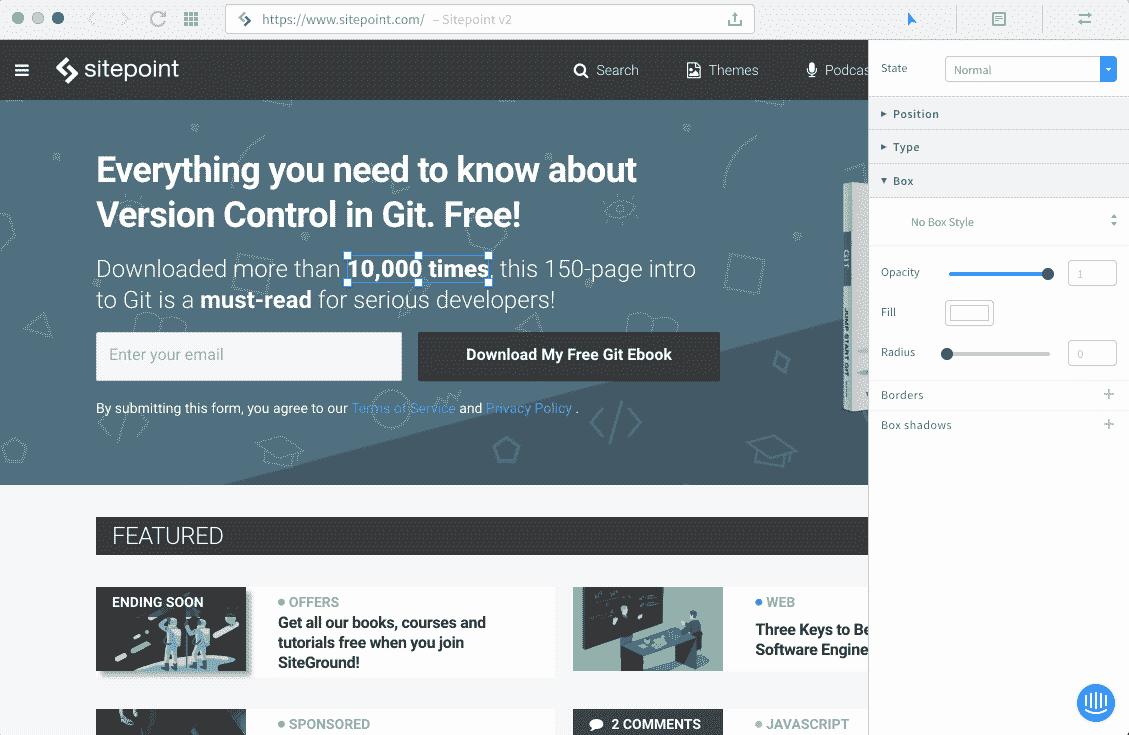 https://www.sitepoint.com/ – Sitepoint v2
sitepoint
Search
Themes
Podcas
Everything you need to know about
Version Control in Git. Free!
Downloaded more than 10,000 times, this 150-page intro
to Git is a must-read for serious developers!
Enter your email
Download My Free Git Ebook
By submitting this form, you agree to our Terms of Service and Privacy Policy .
JUMP START GIT
FEATURED
ENDING SOON
OFFERS
Get all our books, courses and
tutorials free when you join
SiteGround!
WEB
Three Keys to Be
Software Engine
SPONSORED
2 COMMENTS
JAVASCRIPT
State
Normal
Position
Type
Box
No Box Style
Opacity
1
Fill
Radius
0
Borders
Box shadows